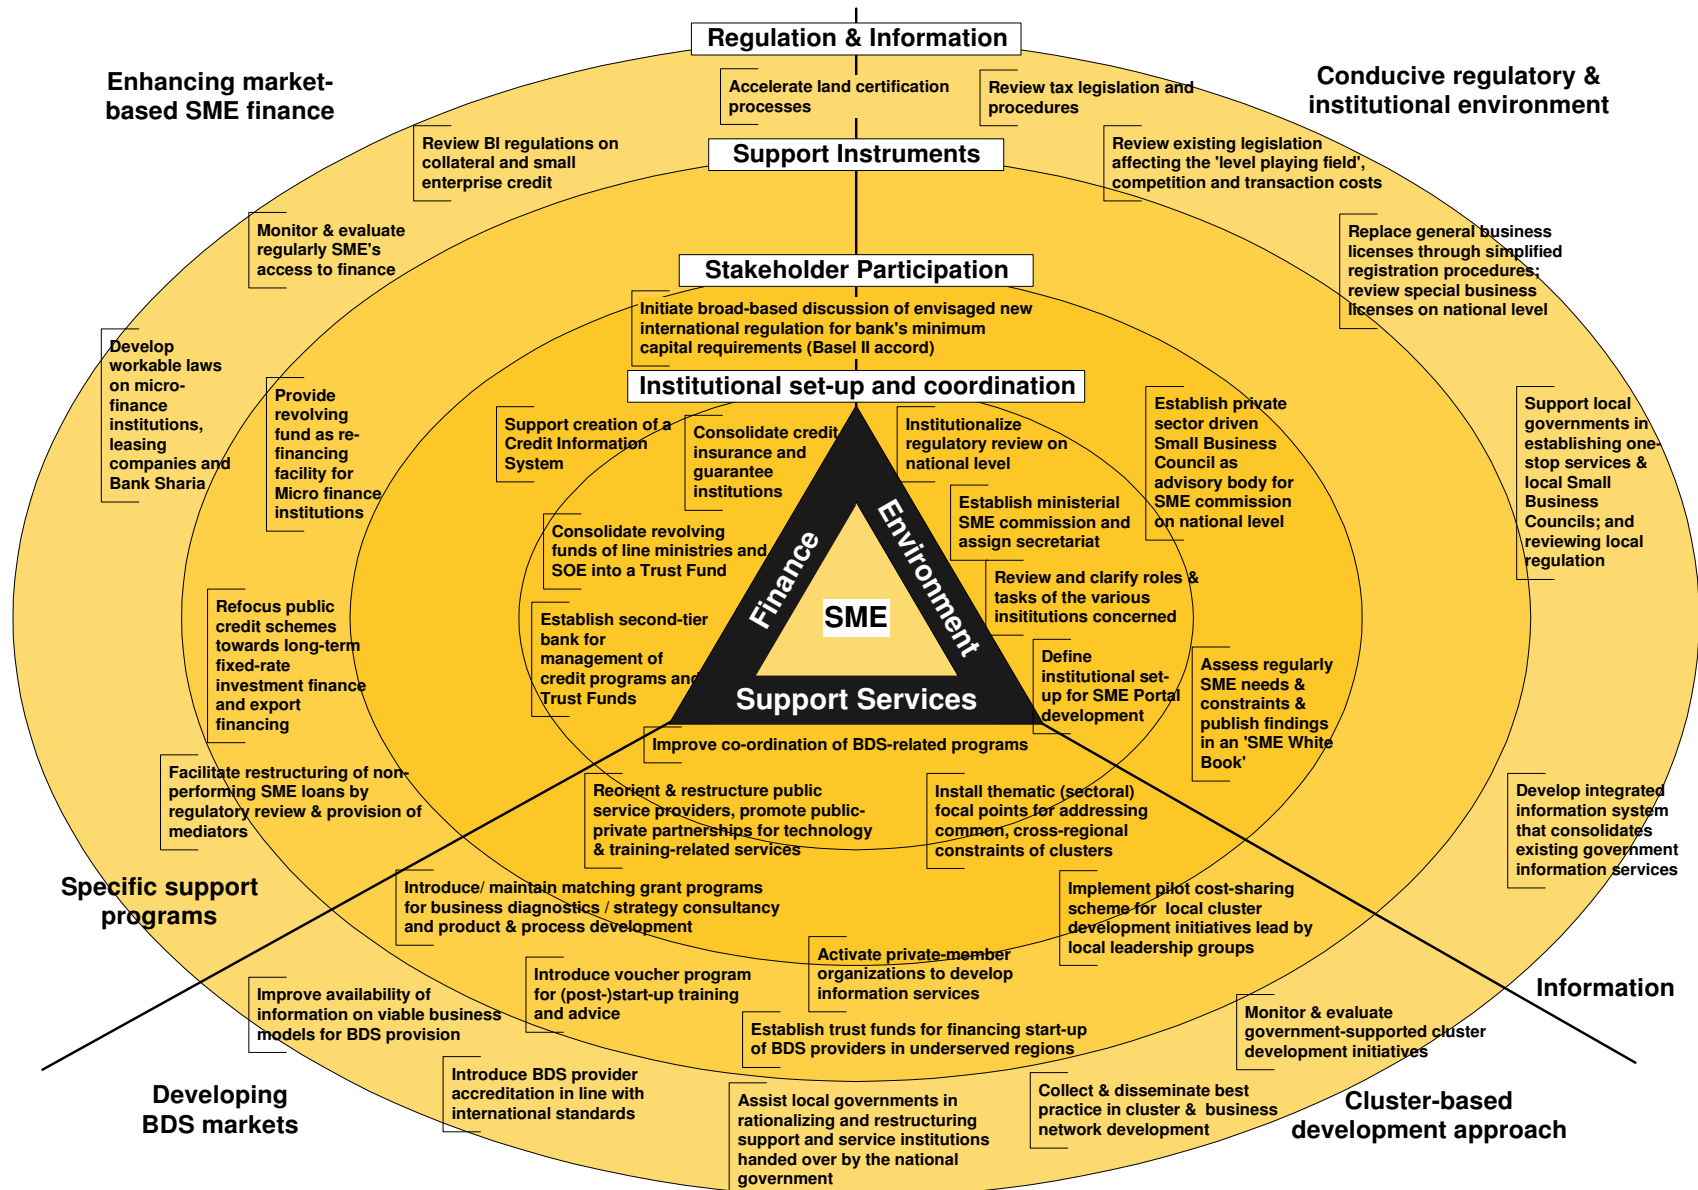 Regulation & Information
Enhancing market-
based SME finance
Conducive regulatory &
institutional environment
Accelerate land certification
processes
Review tax legislation and
procedures
Review BI regulations on
collateral and small
enterprise credit
Support Instruments
Review existing legislation
affecting the 'level playing field',
competition and transaction costs
Monitor & evaluate
regularly SME's
access to finance
Replace general business
licenses through simplified
registration procedures;
review special business
licenses on national level
Stakeholder Participation
Initiate broad-based discussion of envisaged new
international regulation for bank's minimum
capital requirements (Basel II accord)
Develop
workable laws
on micro-
finance
institutions,
leasing
companies and
Bank Sharia
Provide
revolving
fund as re-
financing
facility for
Micro finance
institutions
Institutional set-up and coordination
Support creation of a
Credit Information
System
Consolidate credit
insurance and
guarantee
institutions
Institutionalize
regulatory review on
national level
Establish private
sector driven
Small Business
Council as
advisory body for
SME commission
on national level
Support local
governments in
establishing one-
stop services &
local Small
Business
Councils; and
reviewing local
regulation
Establish ministerial
SME commission and
assign secretariat
Consolidate revolving
funds of line ministries and
SOE into a Trust Fund
Review and clarify roles &
tasks of the various
insititutions concerned
Finance
Environment
SME
Support Services
Refocus public
credit schemes
towards long-term
fixed-rate
investment finance
and export
financing
Establish second-tier
bank for
management of
credit programs and
Trust Funds
Define
institutional set-
up for SME Portal
development
Assess regularly
SME needs &
constraints &
publish findings
in an 'SME White
Book'
Improve co-ordination of BDS-related programs
Facilitate restructuring of non-
performing SME loans by
regulatory review & provision of
mediators
Reorient & restructure public
service providers, promote public-
private partnerships for technology
& training-related services
Install thematic (sectoral)
focal points for addressing
common, cross-regional
constraints of clusters
Develop integrated
information system
that consolidates
existing government
information services
Specific support
programs
Introduce/ maintain matching grant programs
for business diagnostics / strategy consultancy
and product & process development
Implement pilot cost-sharing
scheme for  local cluster
development initiatives lead by
local leadership groups
Activate private-member
organizations to develop
information services
Introduce voucher program
for (post-)start-up training
and advice
Information
Improve availability of
information on viable business
models for BDS provision
Monitor & evaluate
government-supported cluster
development initiatives
Establish trust funds for financing start-up
of BDS providers in underserved regions
Introduce BDS provider
accreditation in line with
international standards
Developing
BDS markets
Assist local governments in
rationalizing and restructuring
support and service institutions
handed over by the national
government
Collect & disseminate best
practice in cluster &  business
network development
Cluster-based
development approach